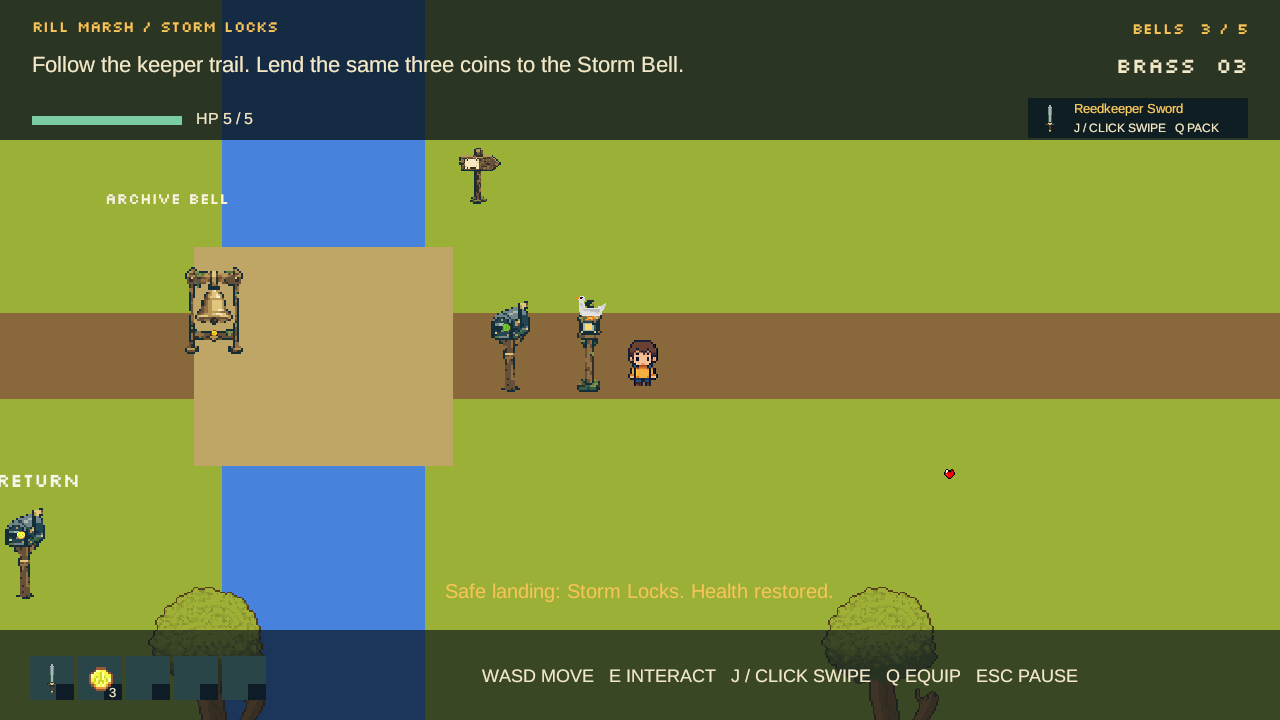 RILL MARSH / STORM LOCKS
BELLS 3 / 5
Follow the keeper trail. Lend the same three coins to the Storm Bell.
BRASS 03
HP 5 / 5
Reedkeeper Sword
J / CLICK SWIPE Q PACK
ARCHIVE BELL
RETURN
Safe landing: Storm Locks. Health restored.
3
WASD MOVE E INTERACT J / CLICK SWIPE Q EQUIP ESC PAUSE